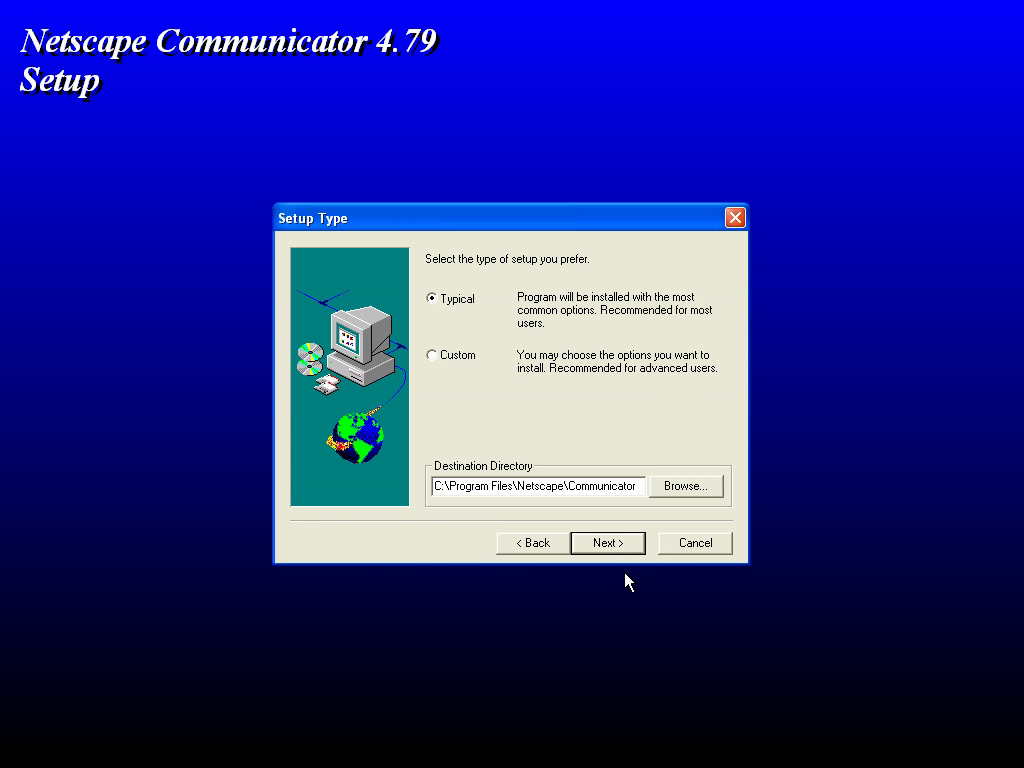 Netscape Communicator 4.79
Setup
Setup Type
Select the type of setup you prefer.
Typical
Program will be installed with the most
common options. Recommended for most
users.
Custom
You may choose the options you want to
install. Recommended for advanced users.
Destination Directory
C:\Program Files\Netscape\Communicator
Browse...
< Back
Next >
Cancel